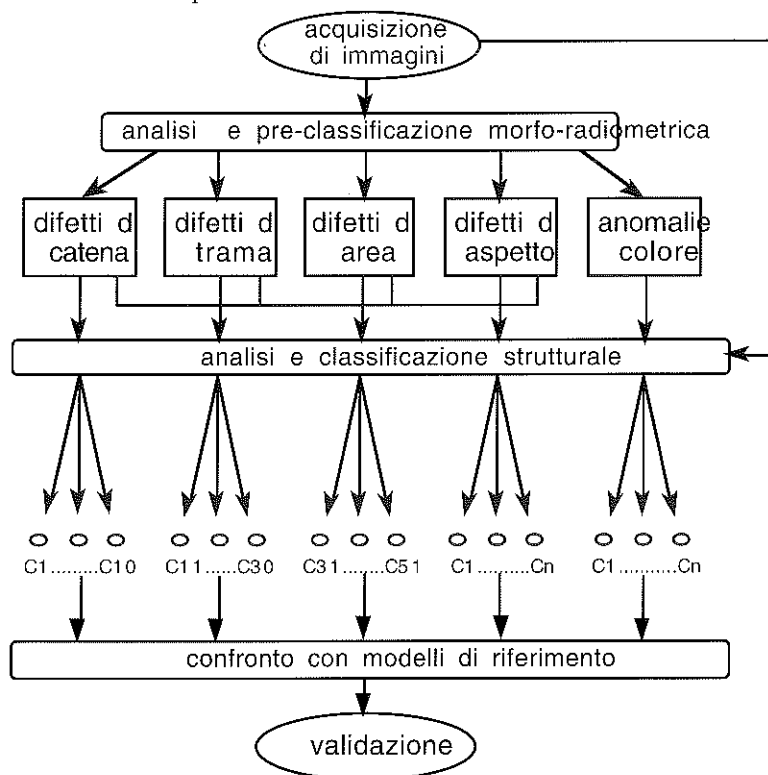 acquisizione
di immagini
analisi e pre-classificazione morfo-radiometrica
difetti d
catena
difetti d
trama
difetti d
area
difetti d
aspetto
anomalie
colore
analisi e classificazione strutturale
C1.........C10
C11......C30
C31........C51
C1...........Cn
C1...........Cn
confronto con modelli di riferimento
validazione